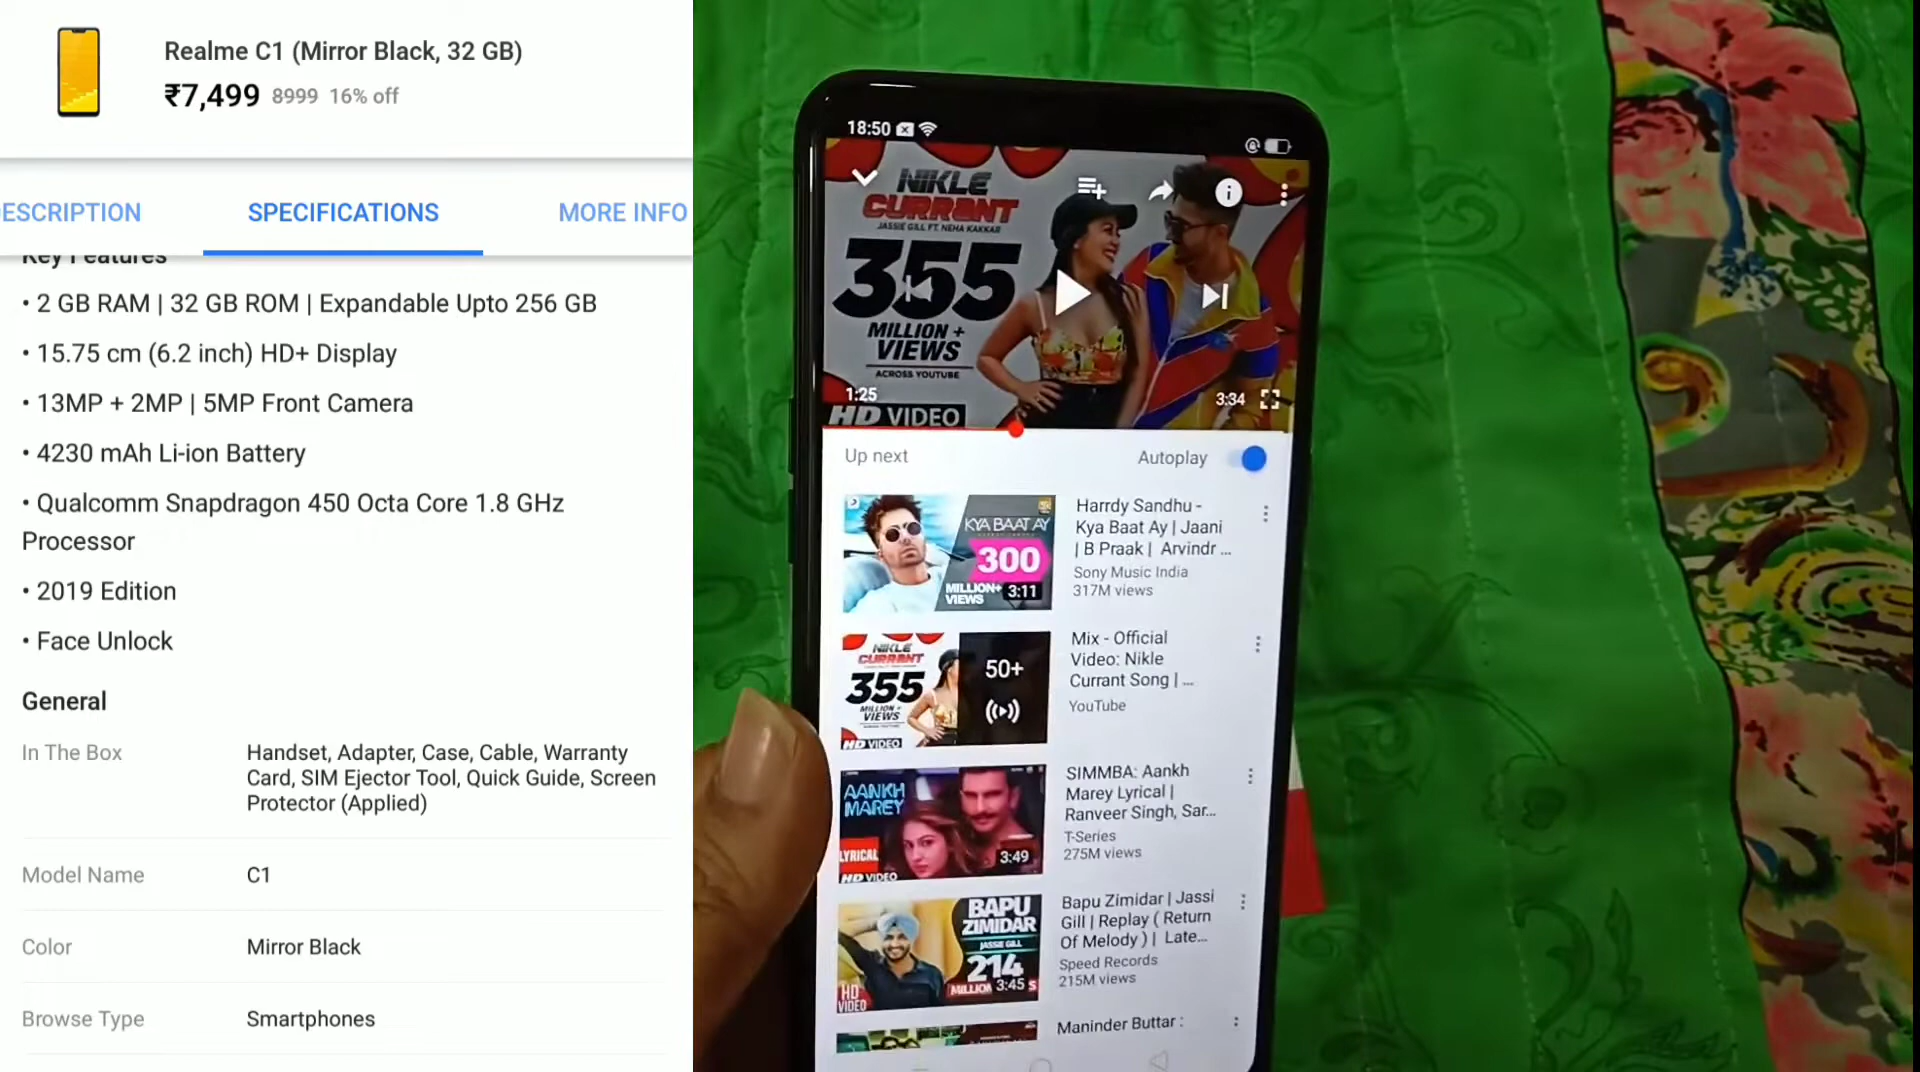 Realme C1 (Mirror Black, 32 GB)
₹7,499 8999 16% off
ESCRIPTION SPECIFICATIONS MORE INFO
Key Features
• 2 GB RAM | 32 GB ROM | Expandable Upto 256 GB
• 15.75 cm (6.2 inch) HD+ Display
• 13MP + 2MP | 5MP Front Camera
• 4230 mAh Li-ion Battery
• Qualcomm Snapdragon 450 Octa Core 1.8 GHz
Processor
• 2019 Edition
• Face Unlock
General
In The Box Handset, Adapter, Case, Cable, Warranty
Card, SIM Ejector Tool, Quick Guide, Screen
Protector (Applied)
Model Name C1
Color Mirror Black
Browse Type Smartphones
18:50
NIKLE
CURRANT
JASSIE GILL FT. NEHA KAKKAR
355
MILLION +
VIEWS
ACROSS YOUTUBE
1:25 3:34
HD VIDEO
Up next Autoplay
KYA BAAT AY
300
MILLION+
VIEWS
3:11
Harrdy Sandhu -
Kya Baat Ay | Jaani
| B Praak | Arvindr ...
Sony Music India
317M views
NIKLE
CURRANT
355
MILLION +
VIEWS
HD VIDEO
50+
Mix - Official
Video: Nikle
Currant Song | ...
YouTube
AANKH
MAREY
LYRICAL
HD VIDEO
3:49
SIMMBA: Aankh
Marey Lyrical |
Ranveer Singh, Sar...
T-Series
275M views
BAPU
ZIMIDAR
JASSIE GILL
214
MILLION
3:45 S
HD
VIDEO
Bapu Zimidar | Jassi
Gill | Replay ( Return
Of Melody ) | Late...
Speed Records
215M views
Maninder Buttar :